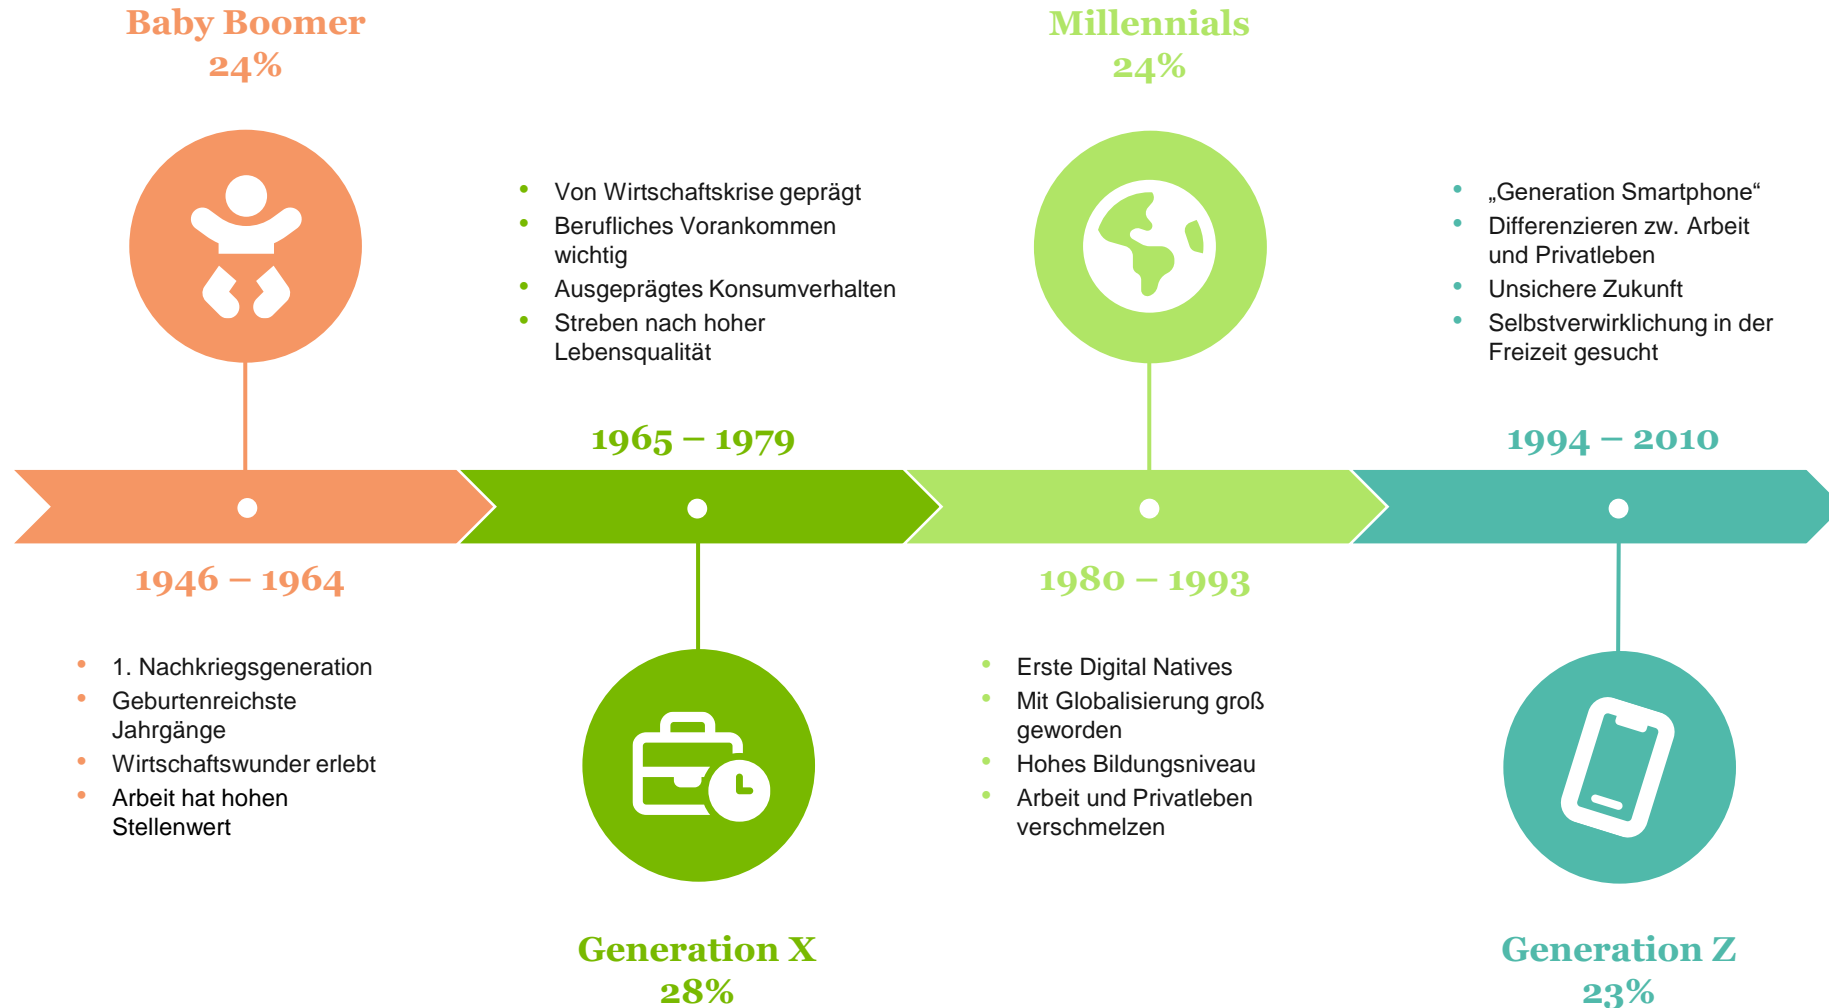 Baby Boomer
24%
1946 – 1964
• 1. Nachkriegsgeneration
• Geburtenreichste
Jahrgänge
• Wirtschaftswunder erlebt
• Arbeit hat hohen
Stellenwert
• Von Wirtschaftskrise geprägt
• Berufliches Vorankommen
wichtig
• Ausgeprägtes Konsumverhalten
• Streben nach hoher
Lebensqualität
1965 – 1979
Generation X
28%
Millennials
24%
1980 – 1993
• Erste Digital Natives
• Mit Globalisierung groß
geworden
• Hohes Bildungsniveau
• Arbeit und Privatleben
verschmelzen
• „Generation Smartphone“
• Differenzieren zw. Arbeit
und Privatleben
• Unsichere Zukunft
• Selbstverwirklichung in der
Freizeit gesucht
1994 – 2010
Generation Z
23%